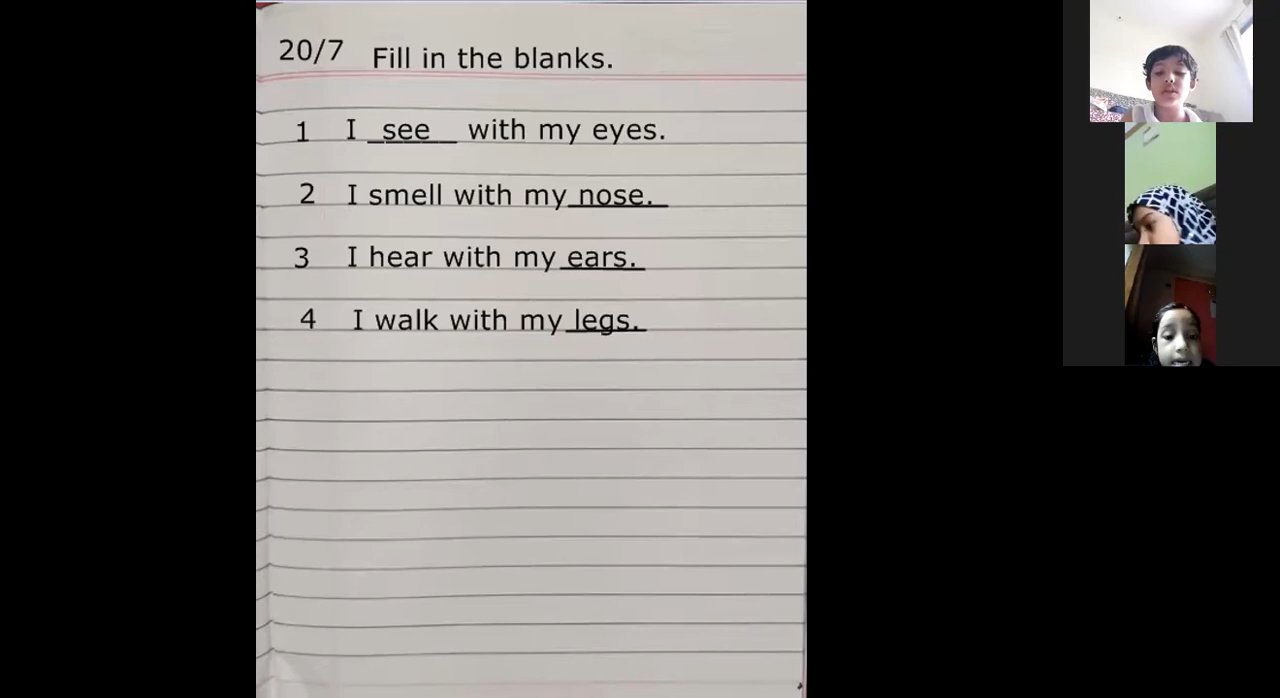 20/7 Fill in the blanks.
1 I see with my eyes.
2 I smell with my nose.
3 I hear with my ears.
4 I walk with my legs.